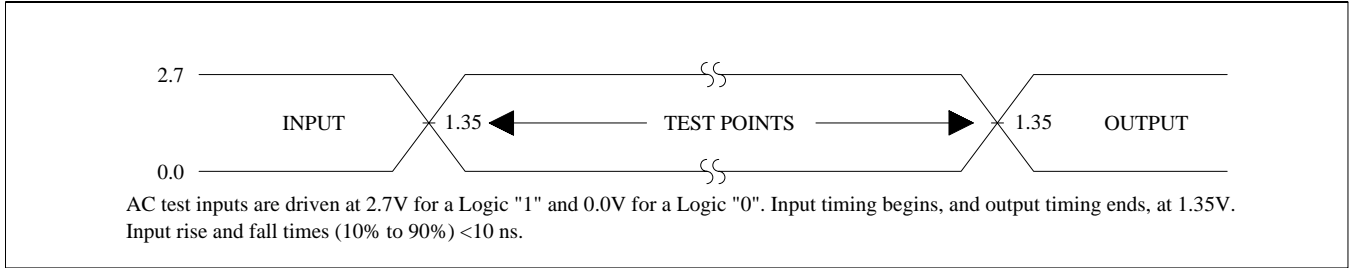 2.7
INPUT 1.35 TEST POINTS 1.35 OUTPUT
0.0
AC test inputs are driven at 2.7V for a Logic "1" and 0.0V for a Logic "0". Input timing begins, and output timing ends, at 1.35V.
Input rise and fall times (10% to 90%) <10 ns.